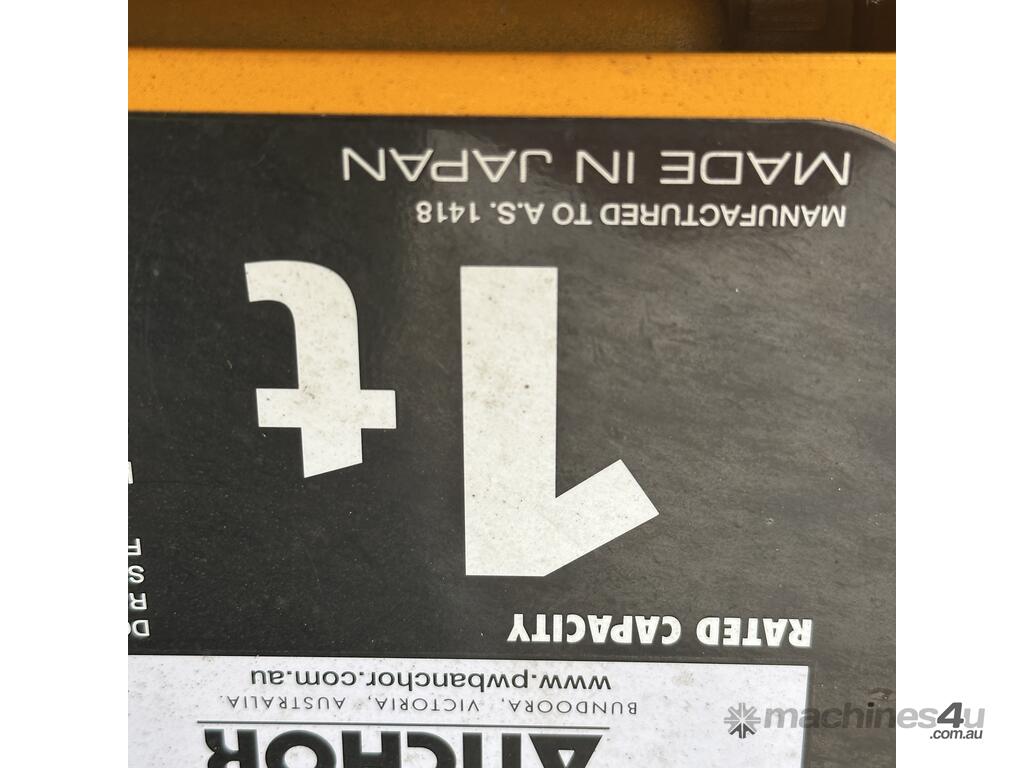 ANCHOR
BUNDOORA, VICTORIA, AUSTRALIA.
www.pwbanchor.com.au
RATED CAPACITY
1t
MANUFACTURED TO A.S. 1418
MADE IN JAPAN
machines4u
.com.au